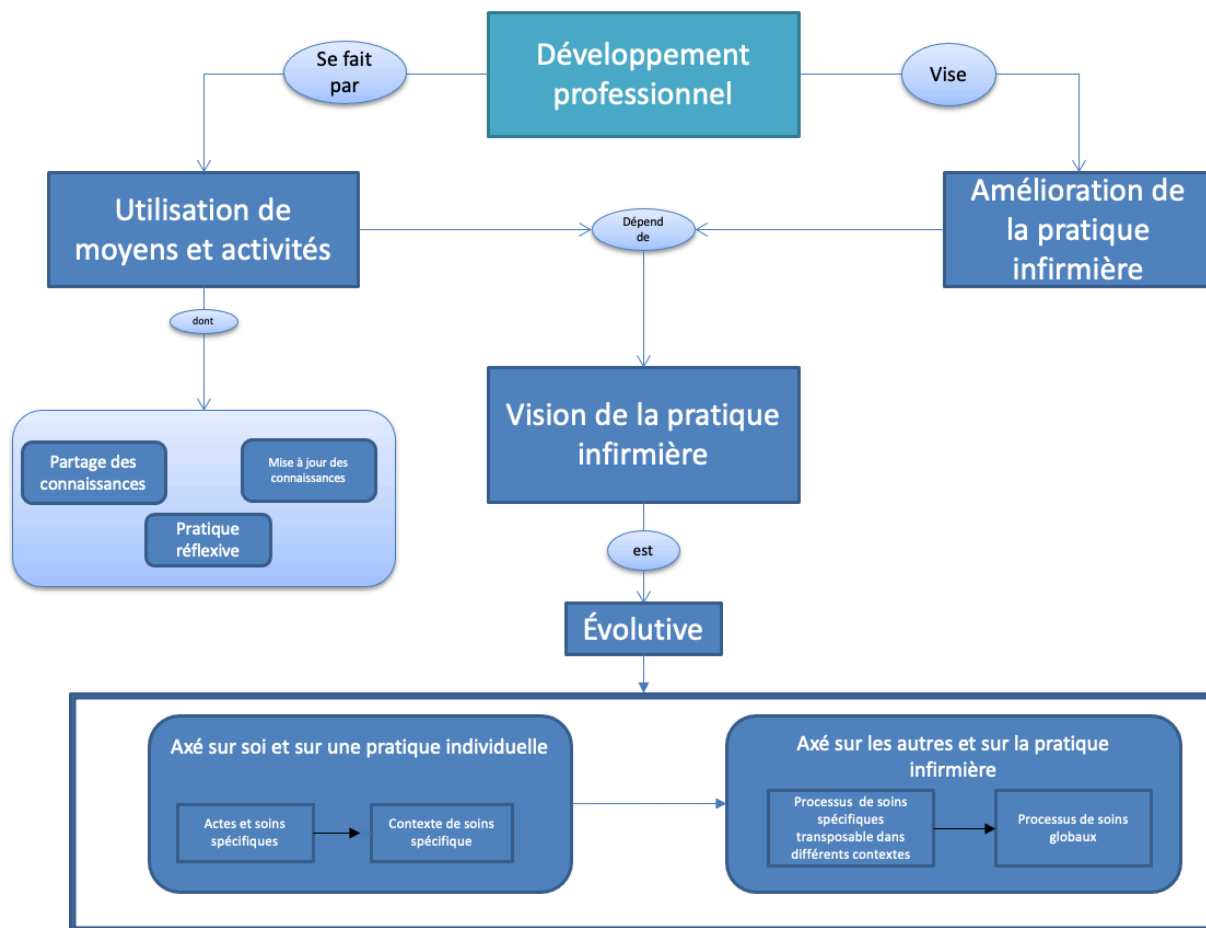 Se fait
par
Développement
professionnel
Vise
Utilisation de
moyens et activités
Dépend
de
Amélioration de
la pratique
infirmière
dont
Vision de la pratique
infirmière
Partage des
connaissances
Mise à jour des
connaissances
Pratique
réflexive
est
Évolutive
Axé sur soi et sur une pratique individuelle
Actes et soins
spécifiques
Contexte de soins
spécifique
Axé sur les autres et sur la pratique
infirmière
Processus de soins
spécifiques
transposable dans
différents contextes
Processus de soins
globaux